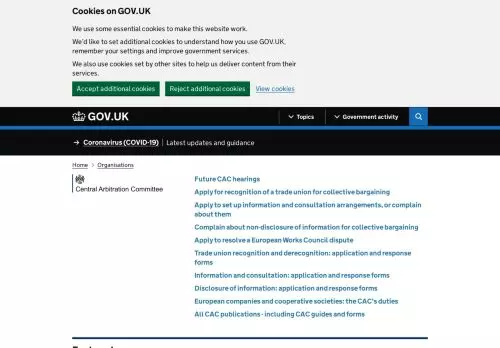 Cookies on GOV.UK
We use some essential cookies to make this website work.
We'd like to set additional cookies to understand how you use GOV.UK,
remember your settings and improve government services.
We also use cookies set by other sites to help us deliver content from their
services.
Accept additional cookies
Reject additional cookies
View cookies
GOV.UK
Topics
Government activity
Coronavirus (COVID-19)
Latest updates and guidance
Home
Organisations
Central Arbitration Committee
Future CAC hearings
Apply for recognition of a trade union for collective bargaining
Apply to set up information and consultation arrangements, or complain
about them
Complain about non-disclosure of information for collective bargaining
Apply to resolve a European Works Council dispute
Trade union recognition and derecognition: application and response
forms
Information and consultation: application and response forms
Disclosure of information: application and response forms
European companies and cooperative societies: the CAC's duties
All CAC publications - including CAC guides and forms